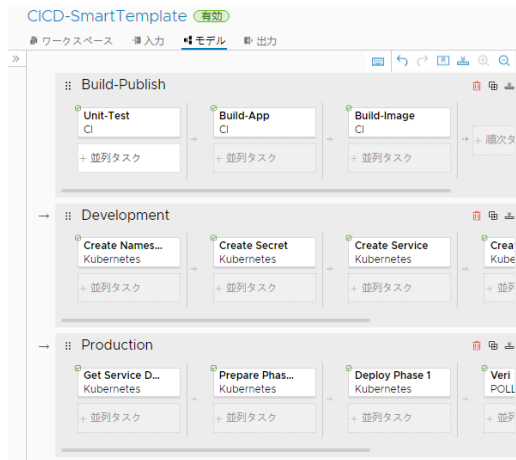 CICD-SmartTemplate 有効
ワークスペース 入力 モデル 出力
Build-Publish
Unit-Test
CI
+ 並列タスク
Build-App
CI
+ 並列タスク
Build-Image
CI
+ 並列タスク
+ 順次タ
Development
Create Names...
Kubernetes
+ 並列タスク
Create Secret
Kubernetes
+ 並列タスク
Create Service
Kubernetes
+ 並列タスク
Crea
Kube
+ 並列
Production
Get Service D...
Kubernetes
+ 並列タスク
Prepare Phas...
Kubernetes
+ 並列タスク
Deploy Phase 1
Kubernetes
+ 並列タスク
Veri
POLL
+ 並列